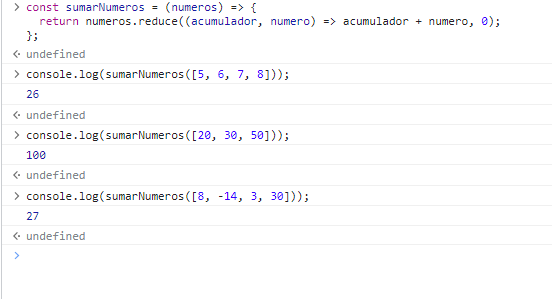 > const sumarNumeros = (numeros) => {
return numeros.reduce((acumulador, numero) => acumulador + numero, 0);
};
<· undefined
> console.log(sumarNumeros([5, 6, 7, 8]));
26
<· undefined
> console.log(sumarNumeros([20, 30, 50]));
100
<· undefined
> console.log(sumarNumeros([8, -14, 3, 30]));
27
<· undefined
>